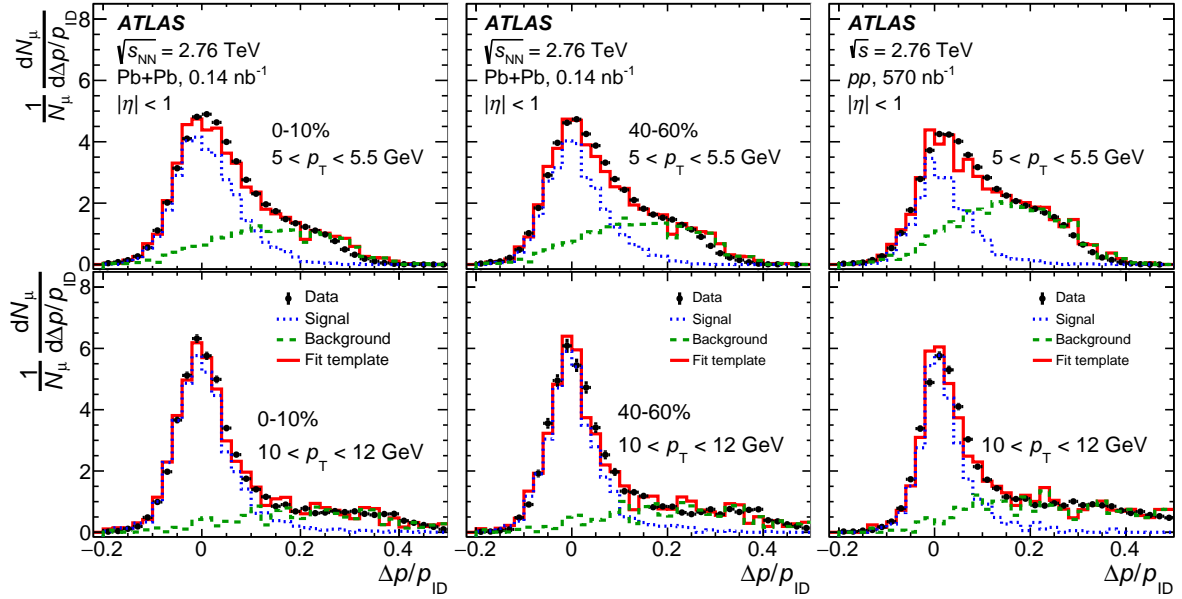 1/Nμ dNμ/dΔp/pID
8
6
4
2
0
ATLAS
√sNN = 2.76 TeV
Pb+Pb, 0.14 nb⁻¹
|η| < 1
0-10%
5 < pT < 5.5 GeV
ATLAS
√sNN = 2.76 TeV
Pb+Pb, 0.14 nb⁻¹
|η| < 1
40-60%
5 < pT < 5.5 GeV
ATLAS
√s = 2.76 TeV
pp, 570 nb⁻¹
|η| < 1
5 < pT < 5.5 GeV
1/Nμ dNμ/dΔp/pID
8
6
4
2
0
Data
Signal
Background
Fit template
0-10%
10 < pT < 12 GeV
−0.2 0 0.2 0.4
Δp/pID
Data
Signal
Background
Fit template
40-60%
10 < pT < 12 GeV
−0.2 0 0.2 0.4
Δp/pID
Data
Signal
Background
Fit template
10 < pT < 12 GeV
−0.2 0 0.1 0.2 0.3 0.4 0.5
Δp/pID